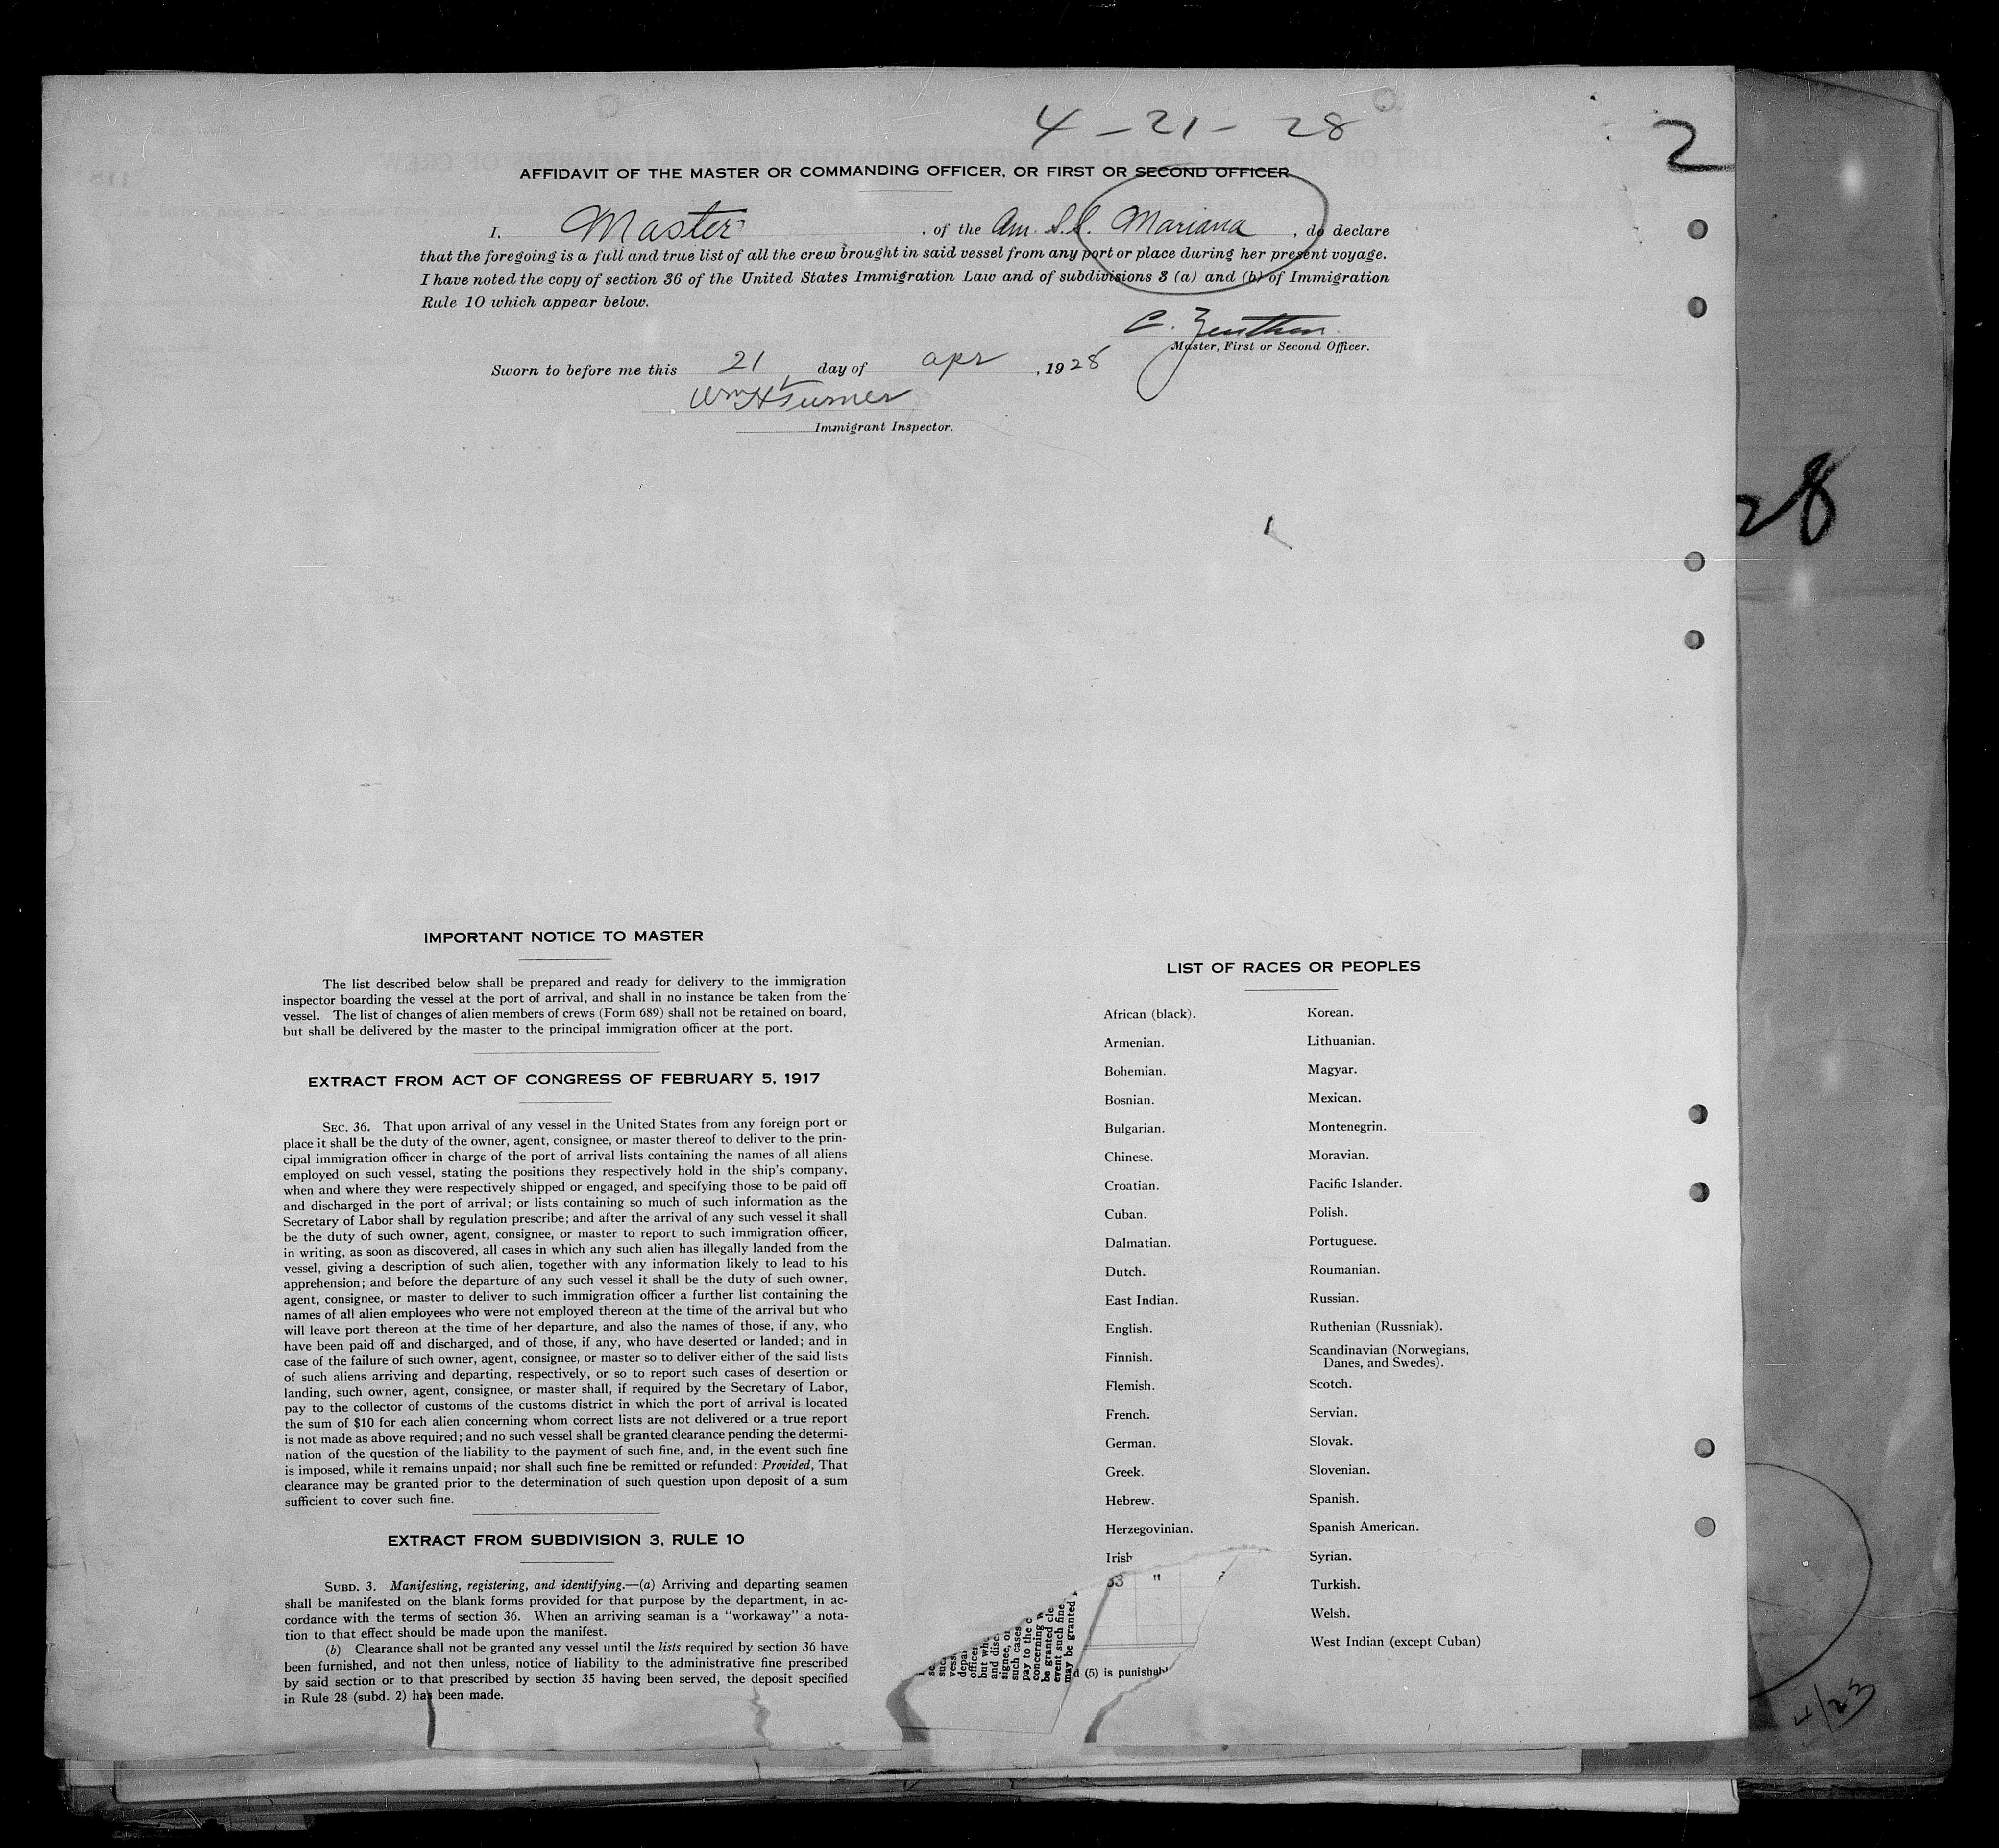 4-21-28
2
AFFIDAVIT OF THE MASTER OR COMMANDING OFFICER, OR FIRST OR SECOND OFFICER
I. Master, of the Am. S.S. Mariana, do declare
that the foregoing is a full and true list of all the crew brought in said vessel from any port or place during her present voyage.
I have noted the copy of section 36 of the United States Immigration Law and of subdivisions 3 (a) and (b) of Immigration
Rule 10 which appear below.
C. Zeuthen
Master, First or Second Officer.
Sworn to before me this 21 day of apr, 1928
Wm H Turner
Immigrant Inspector.
28
IMPORTANT NOTICE TO MASTER
The list described below shall be prepared and ready for delivery to the immigration
inspector boarding the vessel at the port of arrival, and shall in no instance be taken from the
vessel. The list of changes of alien members of crews (Form 689) shall not be retained on board,
but shall be delivered by the master to the principal immigration officer at the port.
EXTRACT FROM ACT OF CONGRESS OF FEBRUARY 5, 1917
SEC. 36. That upon arrival of any vessel in the United States from any foreign port or
place it shall be the duty of the owner, agent, consignee, or master thereof to deliver to the prin-
cipal immigration officer in charge of the port of arrival lists containing the names of all aliens
employed on such vessel, stating the positions they respectively hold in the ship's company,
when and where they were respectively shipped or engaged, and specifying those to be paid off
and discharged in the port of arrival; or lists containing so much of such information as the
Secretary of Labor shall by regulation prescribe; and after the arrival of any such vessel it shall
be the duty of such owner, agent, consignee, or master to report to such immigration officer,
in writing, as soon as discovered, all cases in which any such alien has illegally landed from the
vessel, giving a description of such alien, together with any information likely to lead to his
apprehension; and before the departure of any such vessel it shall be the duty of such owner,
agent, consignee, or master to deliver to such immigration officer a further list containing the
names of all alien employees who were not employed thereon at the time of the arrival but who
will leave port thereon at the time of her departure, and also the names of those, if any, who
have been paid off and discharged, and of those, if any, who have deserted or landed; and in
case of the failure of such owner, agent, consignee, or master so to deliver either of the said lists
of such aliens arriving and departing, respectively, or so to report such cases of desertion or
landing, such owner, agent, consignee, or master shall, if required by the Secretary of Labor,
pay to the collector of customs of the customs district in which the port of arrival is located
the sum of $10 for each alien concerning whom correct lists are not delivered or a true report
is not made as above required; and no such vessel shall be granted clearance pending the determi-
nation of the question of the liability to the payment of such fine, and, in the event such fine
is imposed, while it remains unpaid; nor shall such fine be remitted or refunded: Provided, That
clearance may be granted prior to the determination of such question upon deposit of a sum
sufficient to cover such fine.
EXTRACT FROM SUBDIVISION 3, RULE 10
SUBD. 3. Manifesting, registering, and identifying.—(a) Arriving and departing seamen
shall be manifested on the blank forms provided for that purpose by the department, in ac-
cordance with the terms of section 36. When an arriving seaman is a "workaway" a nota-
tion to that effect should be made upon the manifest.
(b) Clearance shall not be granted any vessel until the lists required by section 36 have
been furnished, and not then unless, notice of liability to the administrative fine prescribed
by said section or to that prescribed by section 35 having been served, the deposit specified
in Rule 28 (subd. 2) has been made.
LIST OF RACES OR PEOPLES
African (black).
Armenian.
Bohemian.
Bosnian.
Bulgarian.
Chinese.
Croatian.
Cuban.
Dalmatian.
Dutch.
East Indian.
English.
Finnish.
Flemish.
French.
German.
Greek.
Hebrew.
Herzegovinian.
Irish
Korean.
Lithuanian.
Magyar.
Mexican.
Montenegrin.
Moravian.
Pacific Islander.
Polish.
Portuguese.
Roumanian.
Russian.
Ruthenian (Russniak).
Scandinavian (Norwegians,
Danes, and Swedes).
Scotch.
Servian.
Slovak.
Slovenian.
Spanish.
Spanish American.
Syrian.
Turkish.
Welsh.
West Indian (except Cuban)
33 "
(5) is punishabl
pay to the c
concerning
be granted cle
event such fine
may be granted
4/23